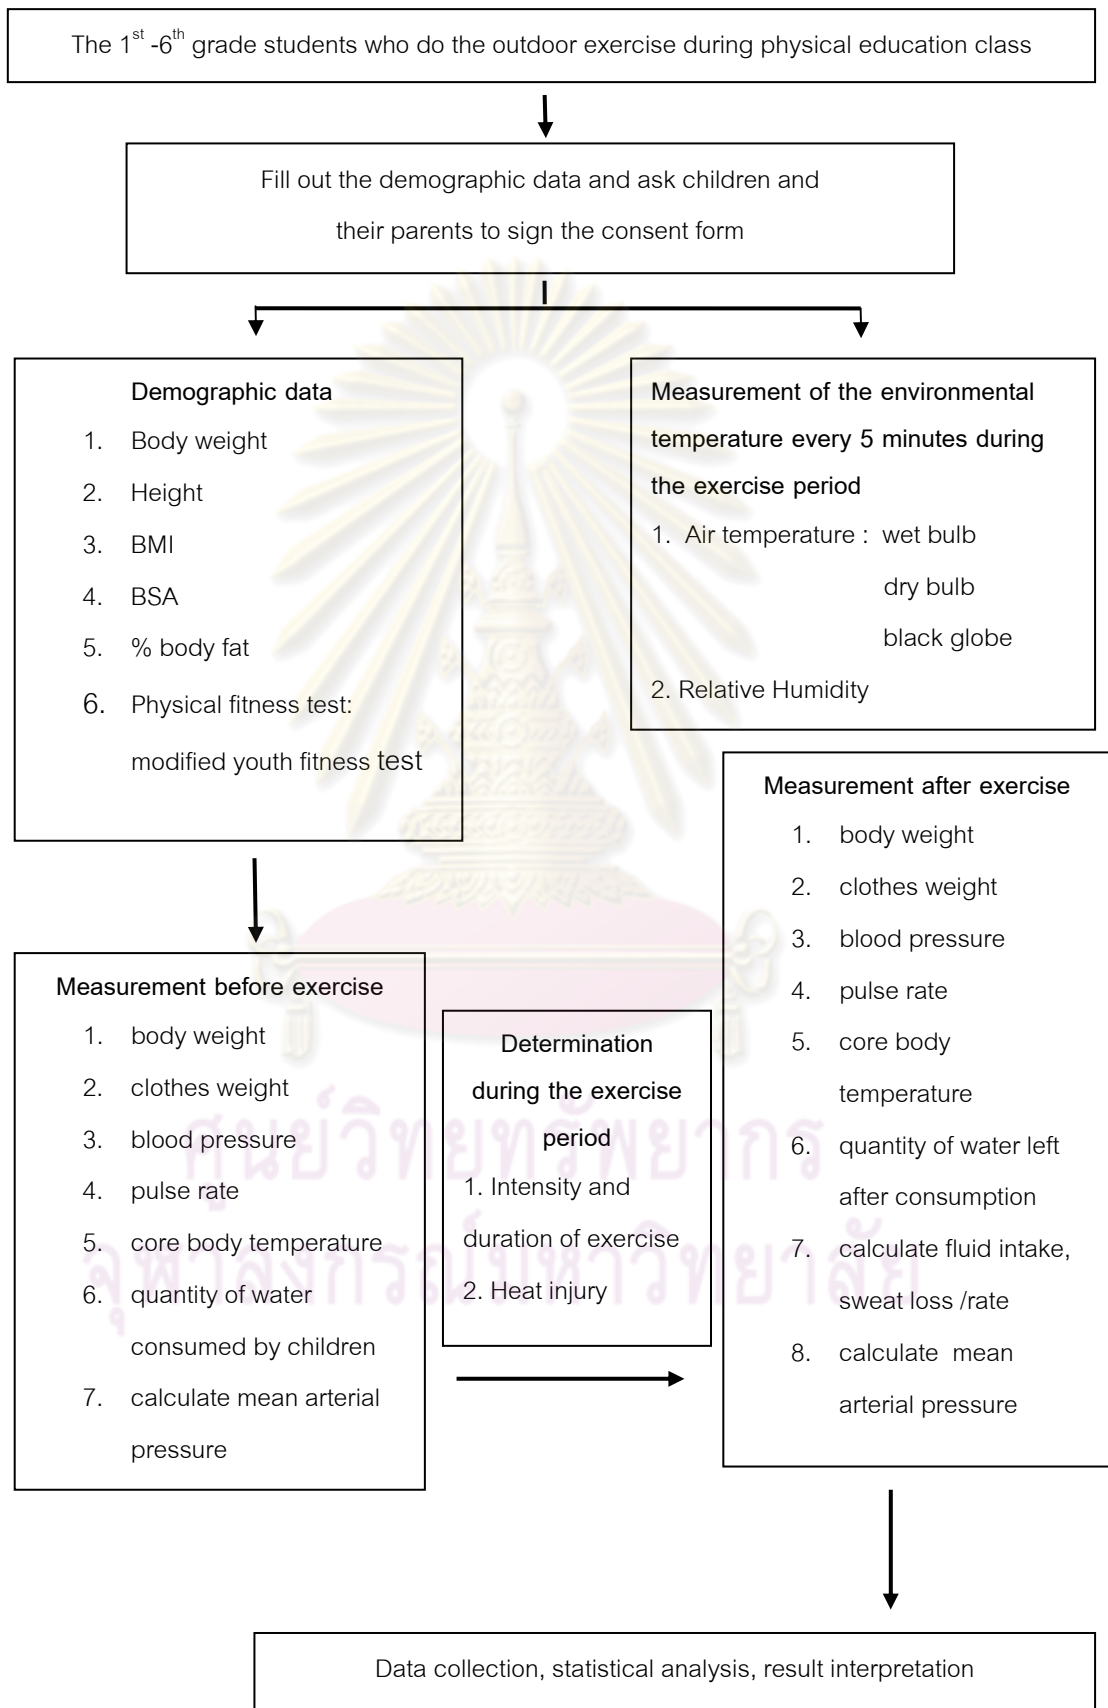 The 1st -6th grade students who do the outdoor exercise during physical education class
Fill out the demographic data and ask children and
their parents to sign the consent form
Demographic data
1. Body weight
2. Height
3. BMI
4. BSA
5. % body fat
6. Physical fitness test:
modified youth fitness test
Measurement of the environmental
temperature every 5 minutes during
the exercise period
1. Air temperature : wet bulb
dry bulb
black globe
2. Relative Humidity
Measurement before exercise
1. body weight
2. clothes weight
3. blood pressure
4. pulse rate
5. core body temperature
6. quantity of water
consumed by children
7. calculate mean arterial
pressure
Determination
during the exercise
period
1. Intensity and
duration of exercise
2. Heat injury
Measurement after exercise
1. body weight
2. clothes weight
3. blood pressure
4. pulse rate
5. core body
temperature
6. quantity of water left
after consumption
7. calculate fluid intake,
sweat loss /rate
8. calculate mean
arterial pressure
Data collection, statistical analysis, result interpretation
ศูนย์วิทยทรัพยากร
จุฬาลงกรณ์มหาวิทยาลัย